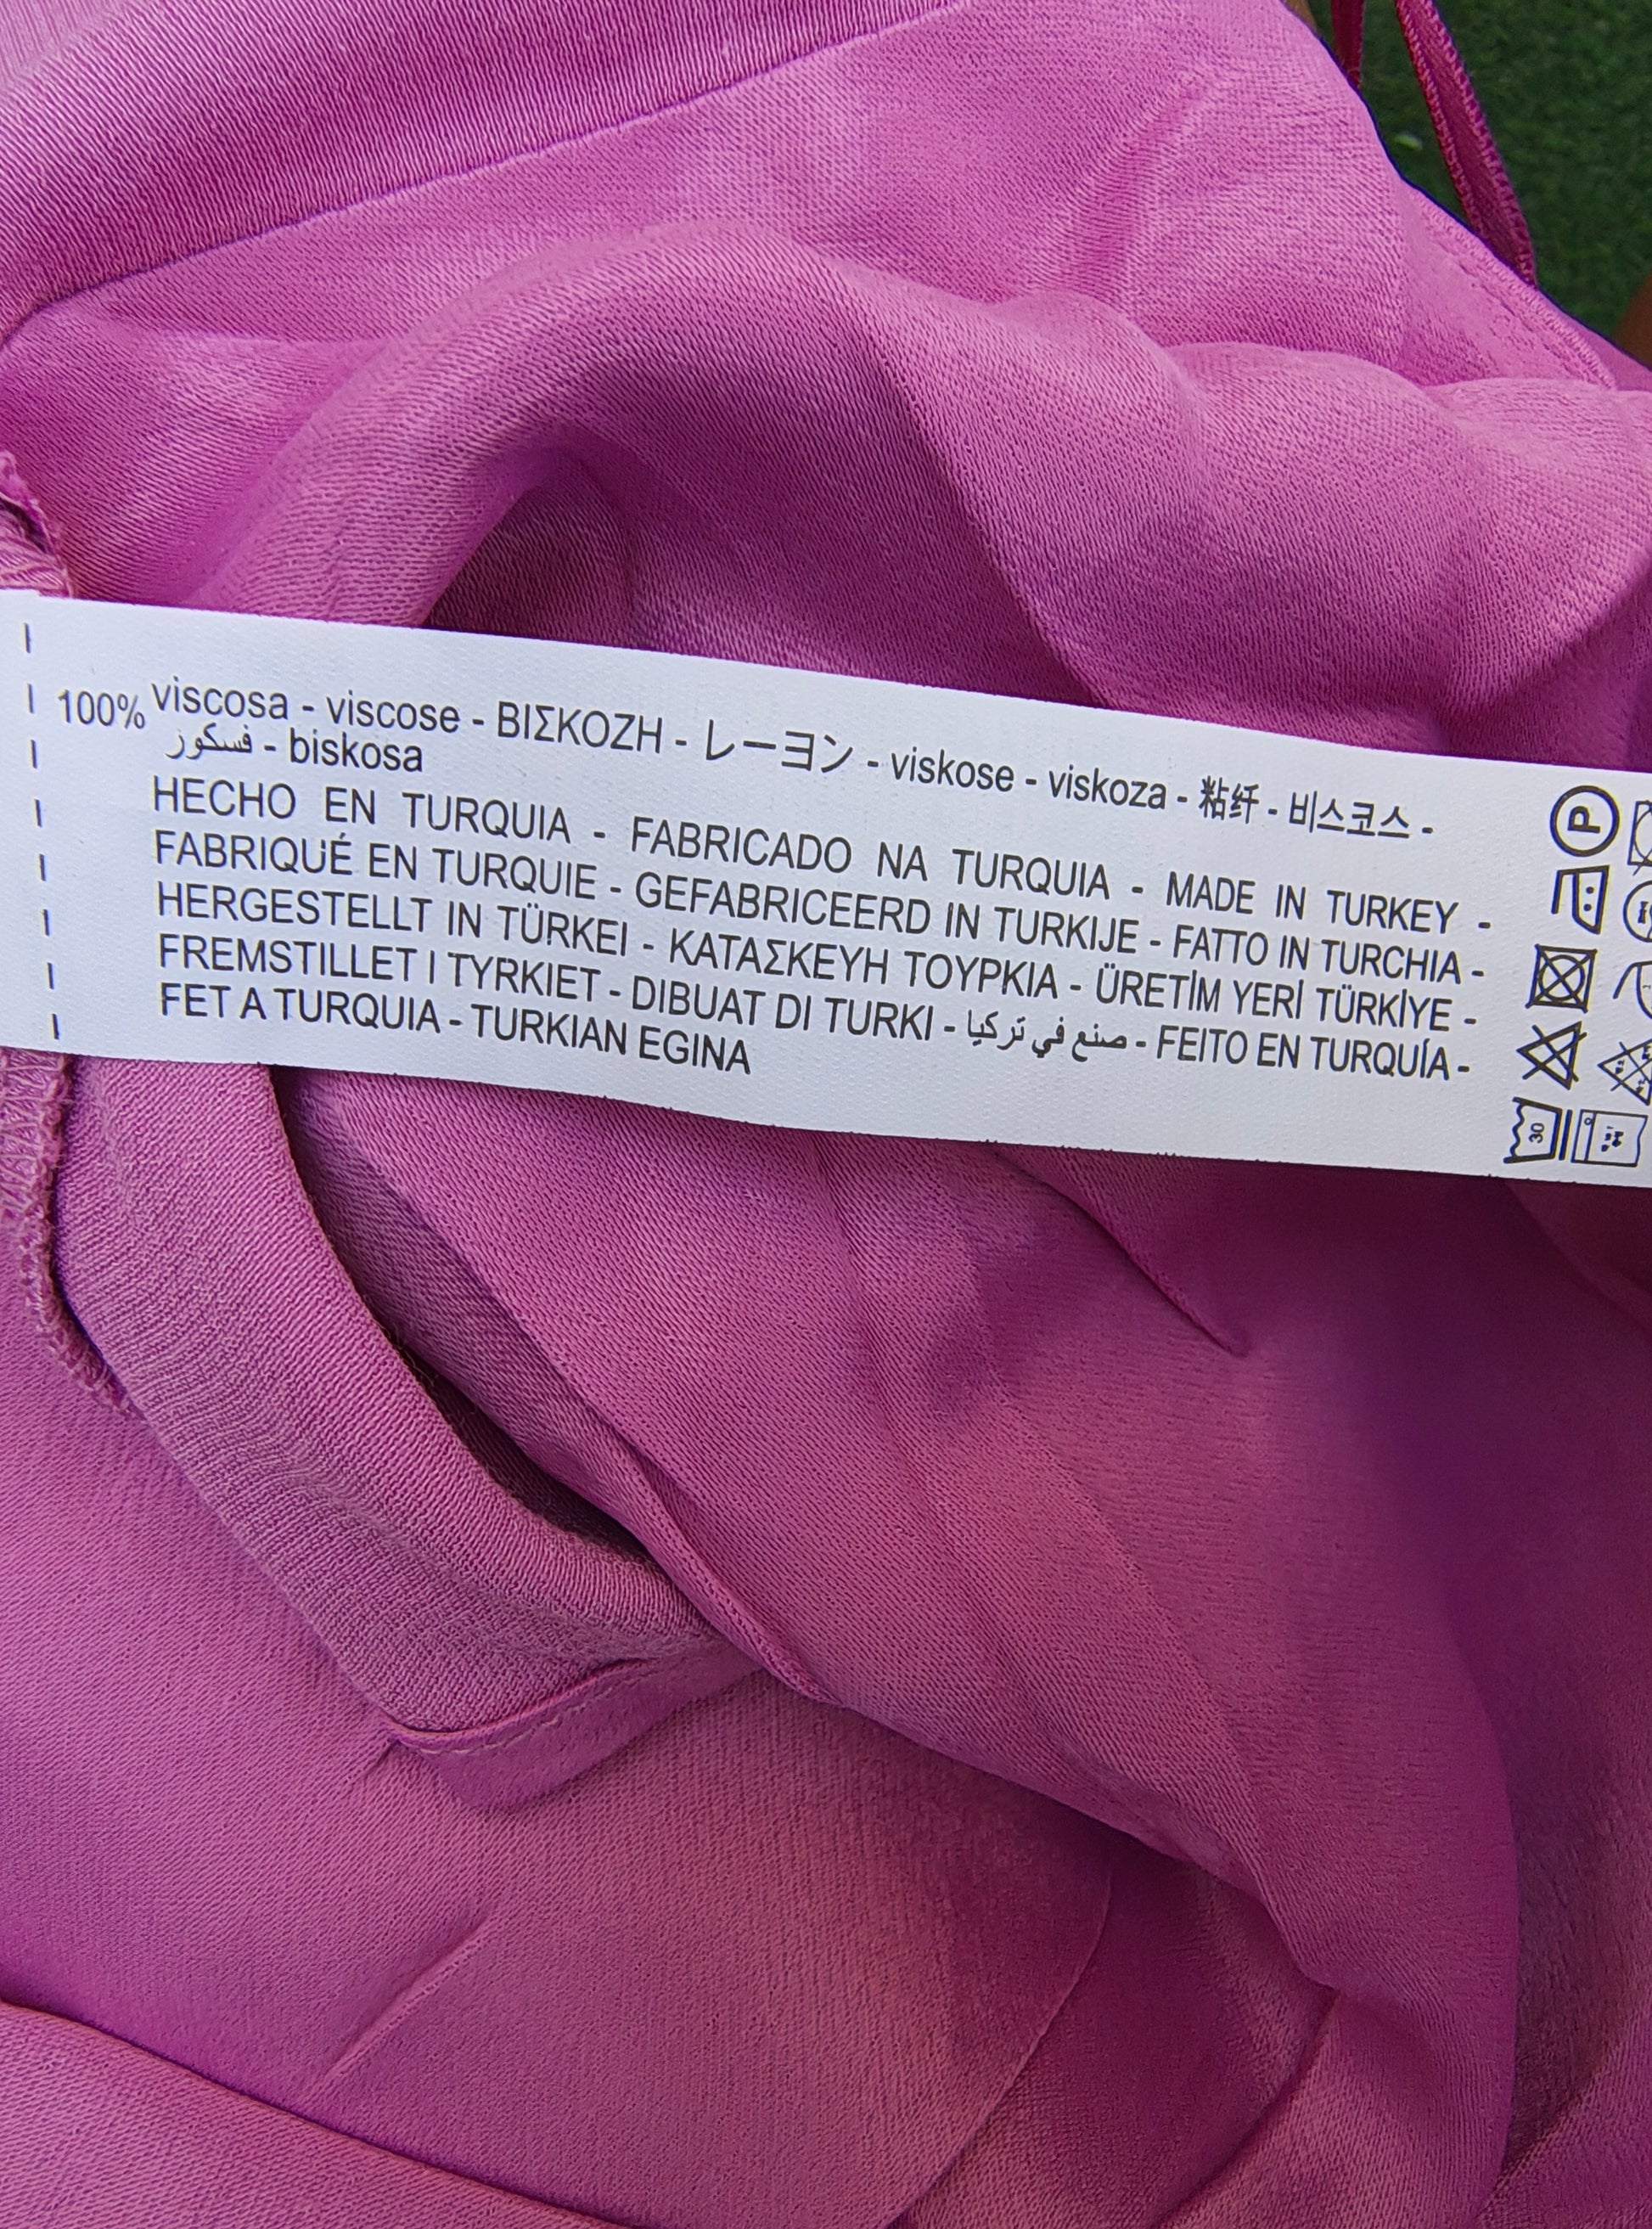 100% viscosa - viscose - ΒΙΣΚΟΖΗ - レーヨン - viskose - viskoza - 粘纤 - 비스코스 -
فسكوز - biskosa
HECHO EN TURQUIA - FABRICADO NA TURQUIA - MADE IN TURKEY -
FABRIQUÉ EN TURQUIE - GEFABRICEERD IN TURKIJE - FATTO IN TURCHIA -
HERGESTELLT IN TÜRKEI - ΚΑΤΑΣΚΕΥΗ ΤΟΥΡΚΙΑ - ÜRETİM YERİ TÜRKİYE -
FREMSTILLET I TYRKIET - DIBUAT DI TURKI - صنع في تركيا - FEITO EN TURQUÍA -
FET A TURQUIA - TURKIAN EGINA
P
30